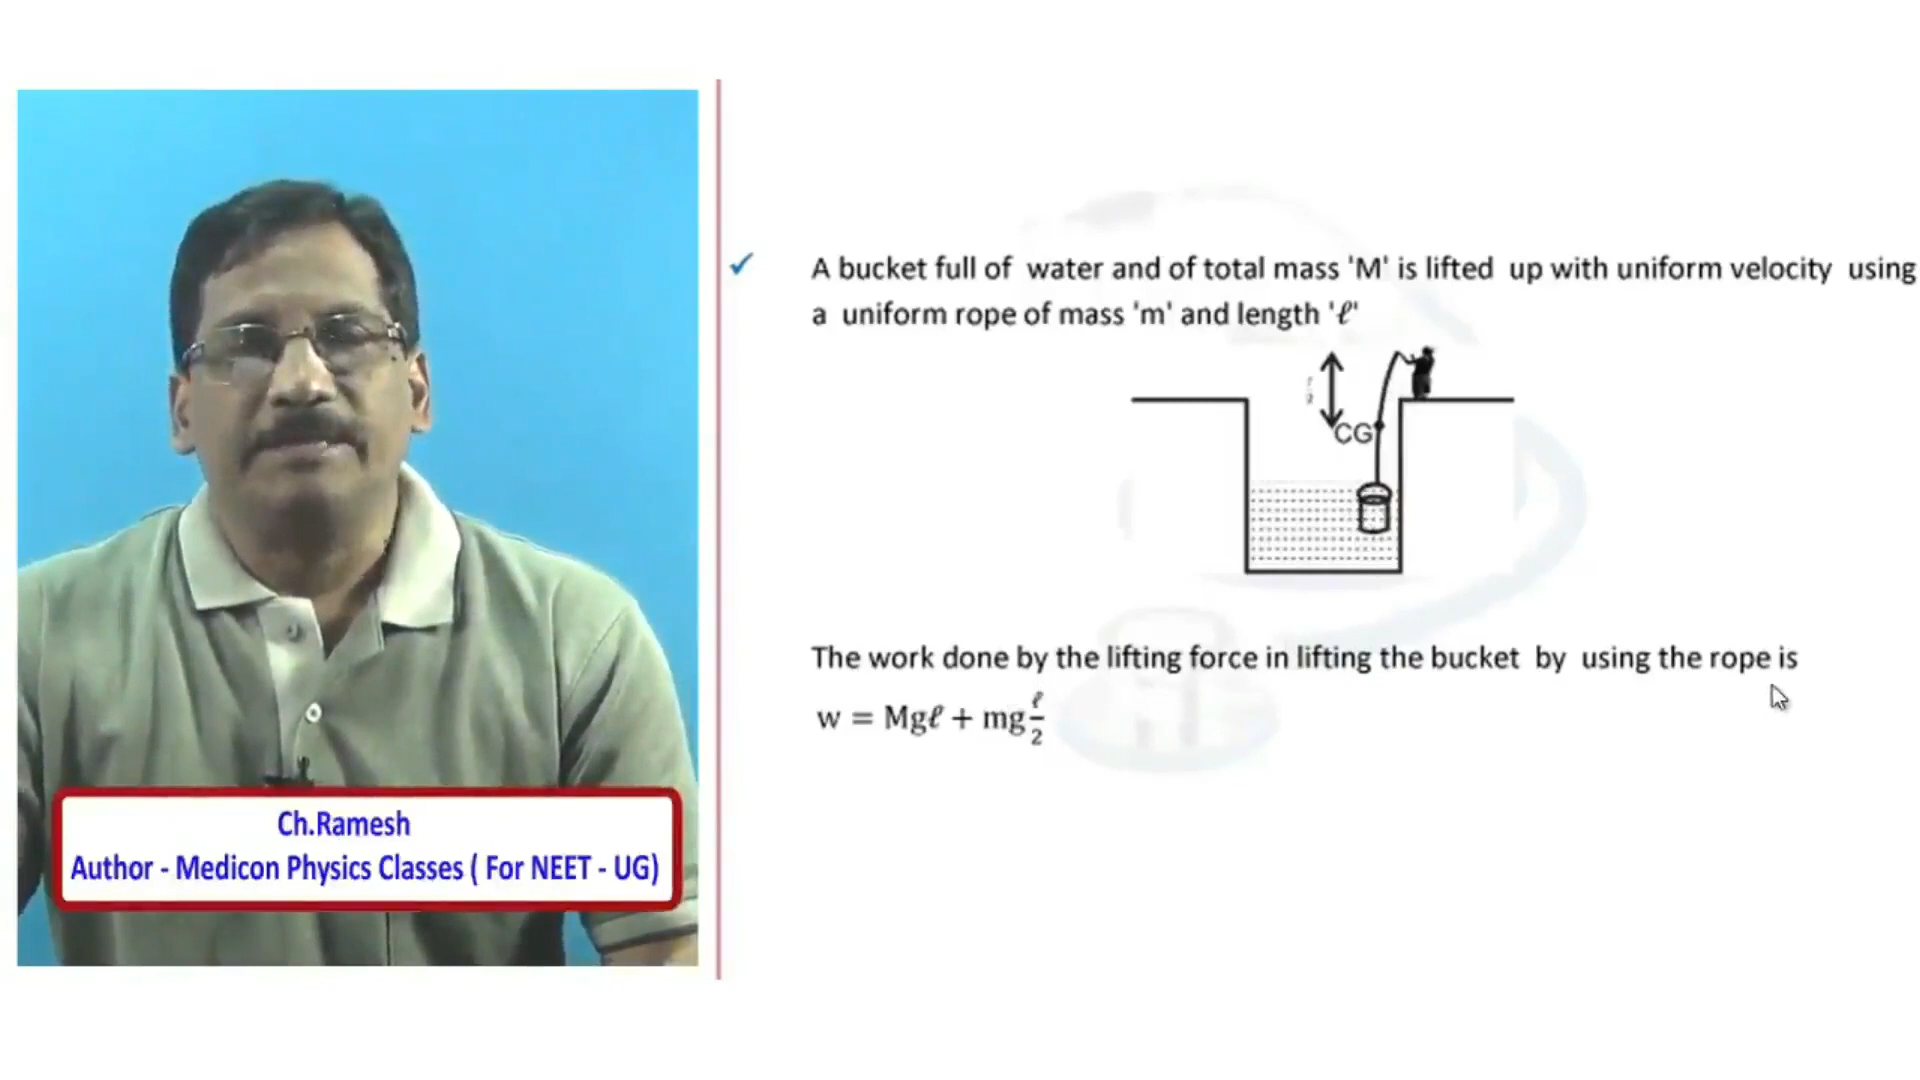 A bucket full of water and of total mass 'M' is lifted up with uniform velocity using
a uniform rope of mass 'm' and length 'ℓ'
CG
The work done by the lifting force in lifting the bucket by using the rope is
w = Mgℓ + mg ℓ/2
Ch.Ramesh
Author - Medicon Physics Classes ( For NEET - UG)